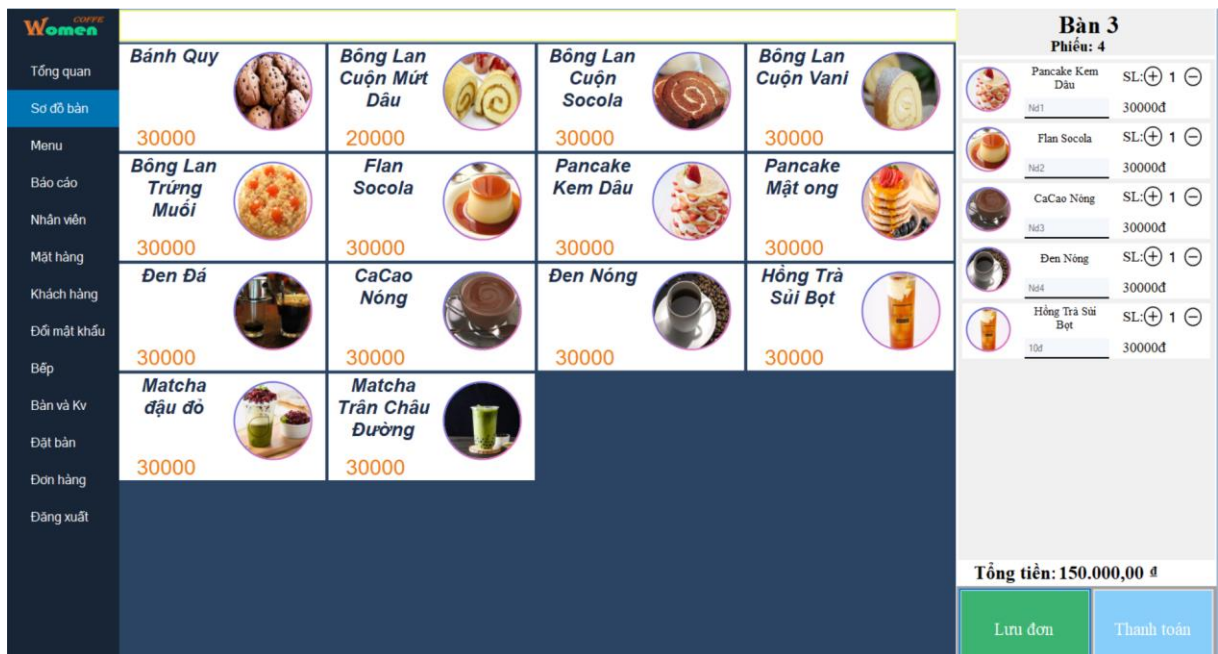 COFFE
Women
Tổng quan
Sơ đồ bàn
Menu
Báo cáo
Nhân viên
Mặt hàng
Khách hàng
Đổi mật khẩu
Bếp
Bàn và Kv
Đặt bàn
Đơn hàng
Đăng xuất
Bánh Quy
30000
Bông Lan
Cuộn Mứt
Dâu
20000
Bông Lan
Cuộn
Socola
30000
Bông Lan
Cuộn Vani
30000
Bông Lan
Trứng
Muối
30000
Flan
Socola
30000
Pancake
Kem Dâu
30000
Pancake
Mật ong
30000
Đen Đá
30000
CaCao
Nóng
30000
Đen Nóng
30000
Hồng Trà
Sủi Bọt
30000
Matcha
đậu đỏ
30000
Matcha
Trân Châu
Đường
30000
Bàn 3
Phiếu: 4
Pancake Kem
Dâu
SL: 1
Nd1
30000đ
Flan Socola
SL: 1
Nd2
30000đ
CaCao Nóng
SL: 1
Nd3
30000đ
Đen Nóng
SL: 1
Nd4
30000đ
Hồng Trà Sủi
Bọt
SL: 1
10đ
30000đ
Tổng tiền: 150.000,00 ₫
Lưu đơn
Thanh toán